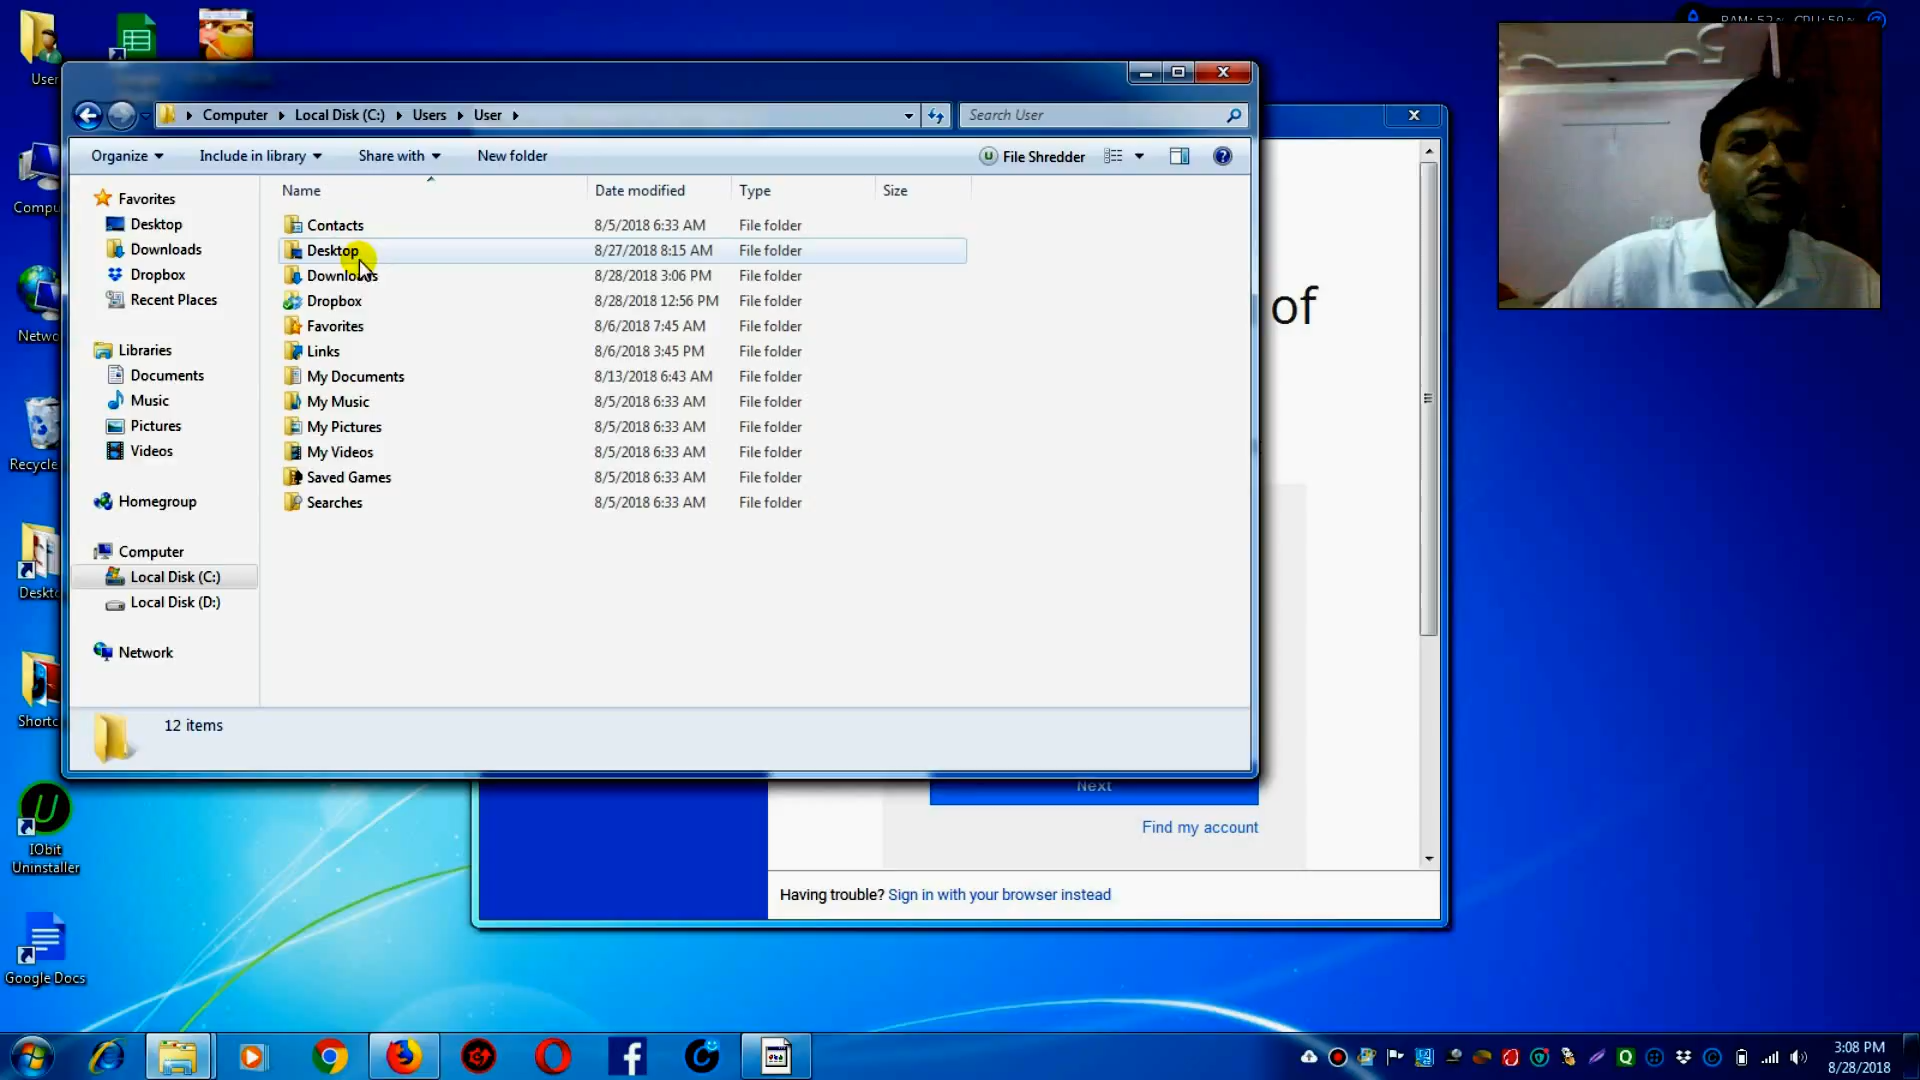 User
RAM: 52% CPU: 50%
Computer Local Disk (C:) Users User
Search User
Organize Include in library Share with New folder File Shredder
Name Date modified Type Size
Contacts 8/5/2018 6:33 AM File folder
Desktop 8/27/2018 8:15 AM File folder
Downloads 8/28/2018 3:06 PM File folder
Dropbox 8/28/2018 12:56 PM File folder
Favorites 8/6/2018 7:45 AM File folder
Links 8/6/2018 3:45 PM File folder
My Documents 8/13/2018 6:43 AM File folder
My Music 8/5/2018 6:33 AM File folder
My Pictures 8/5/2018 6:33 AM File folder
My Videos 8/5/2018 6:33 AM File folder
Saved Games 8/5/2018 6:33 AM File folder
Searches 8/5/2018 6:33 AM File folder
Favorites
Desktop
Downloads
Dropbox
Recent Places
Libraries
Documents
Music
Pictures
Videos
Homegroup
Computer
Local Disk (C:)
Local Disk (D:)
Network
12 items
of
Next
Find my account
Having trouble? Sign in with your browser instead
Compu
Netwo
Recycle
Deskto
Shortc
IObit
Uninstaller
Google Docs
3:08 PM
8/28/2018